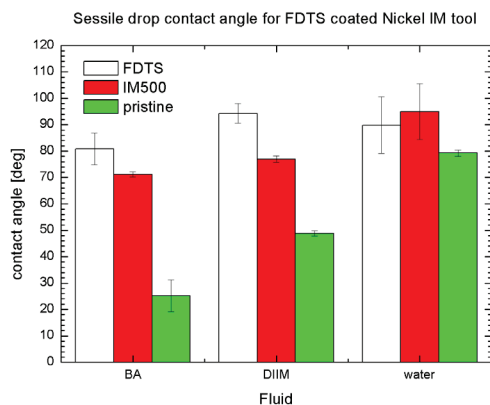 Sessile drop contact angle for FDTS coated Nickel IM tool
120
110
100
90
80
70
60
50
40
30
20
10
0
contact angle [deg]
FDTS
IM500
pristine
BA
DIIM
water
Fluid